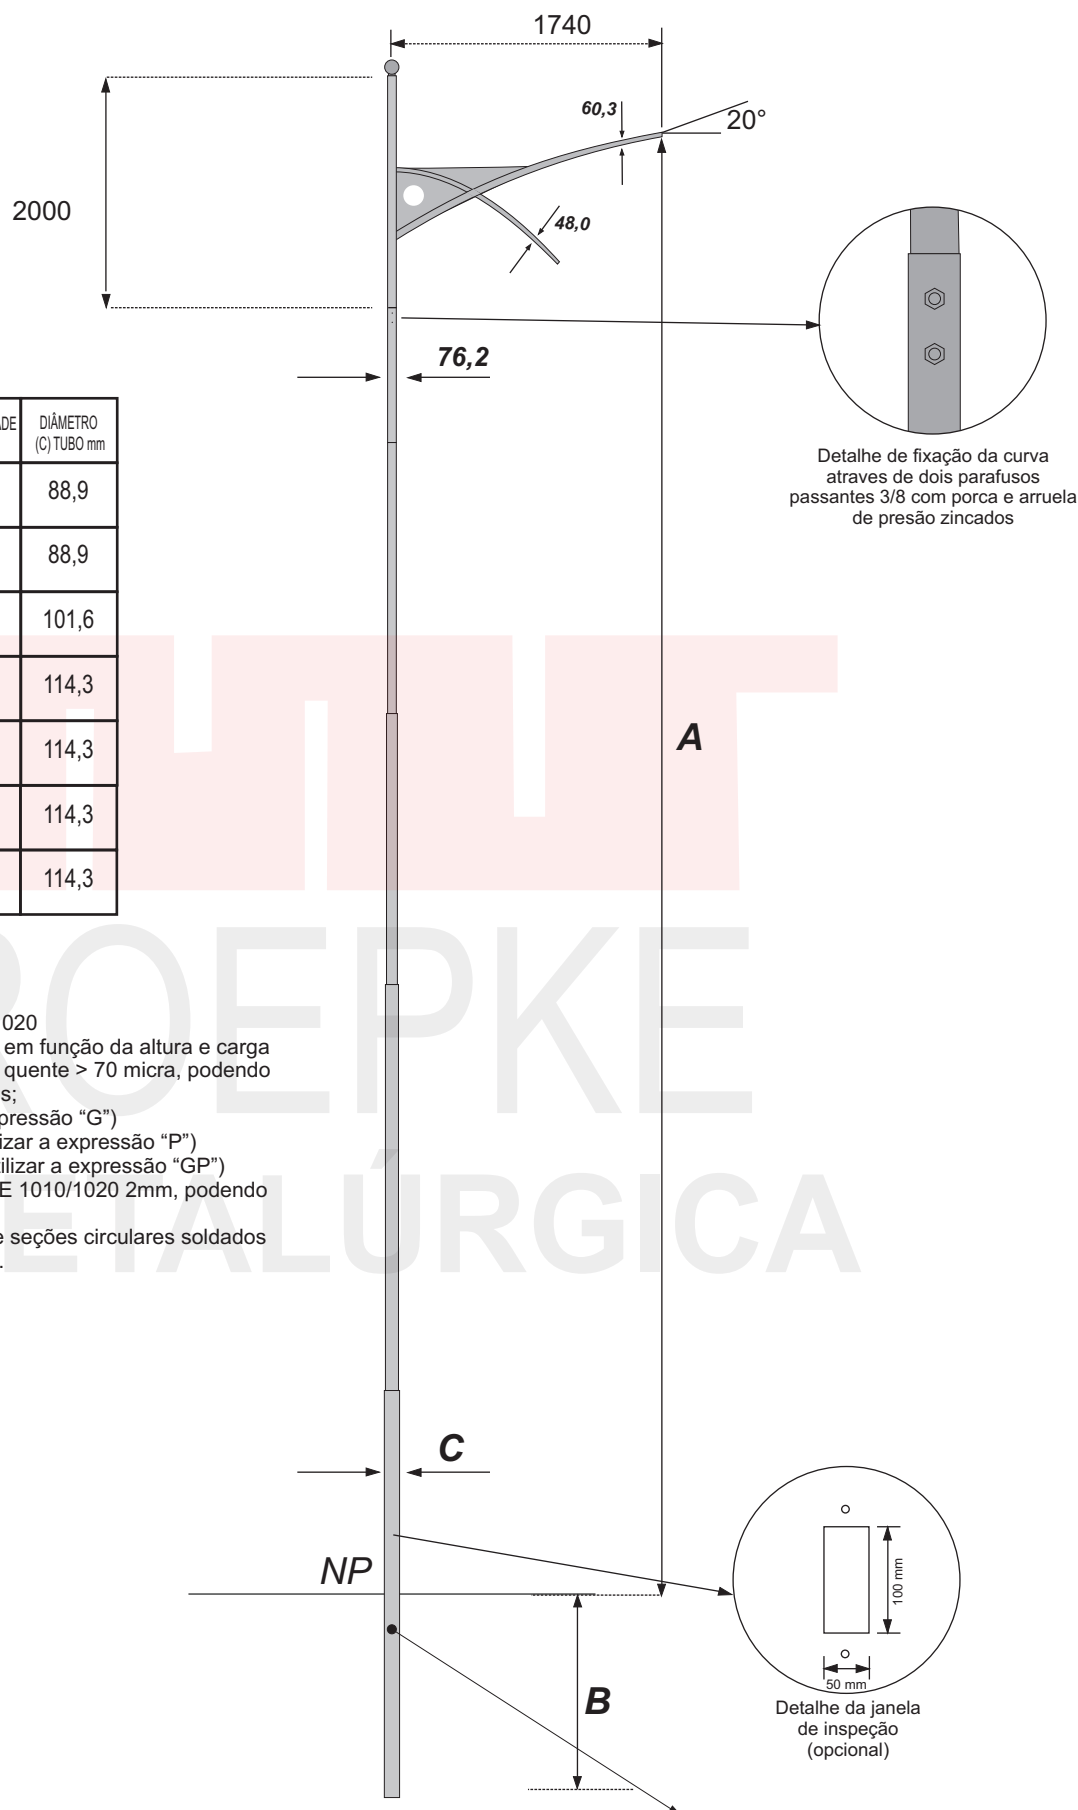 1740
60,3
20°
2000
48,0
76,2
Detalhe de fixação da curva
atraves de dois parafusos
passantes 3/8 com porca e arruela
de presão zincados
ADE
DIÂMETRO
(C) TUBO mm
88,9
88,9
101,6
114,3
114,3
114,3
114,3
A
ROEPKE
METALÚRGICA
020
em função da altura e carga
quente > 70 micra, podendo
s;
pressão “G”)
izar a expressão “P”)
tilizar a expressão “GP”)
E 1010/1020 2mm, podendo
e seções circulares soldados
.
C
NP
100 mm
50 mm
B
Detalhe da janela
de inspeção
(opcional)